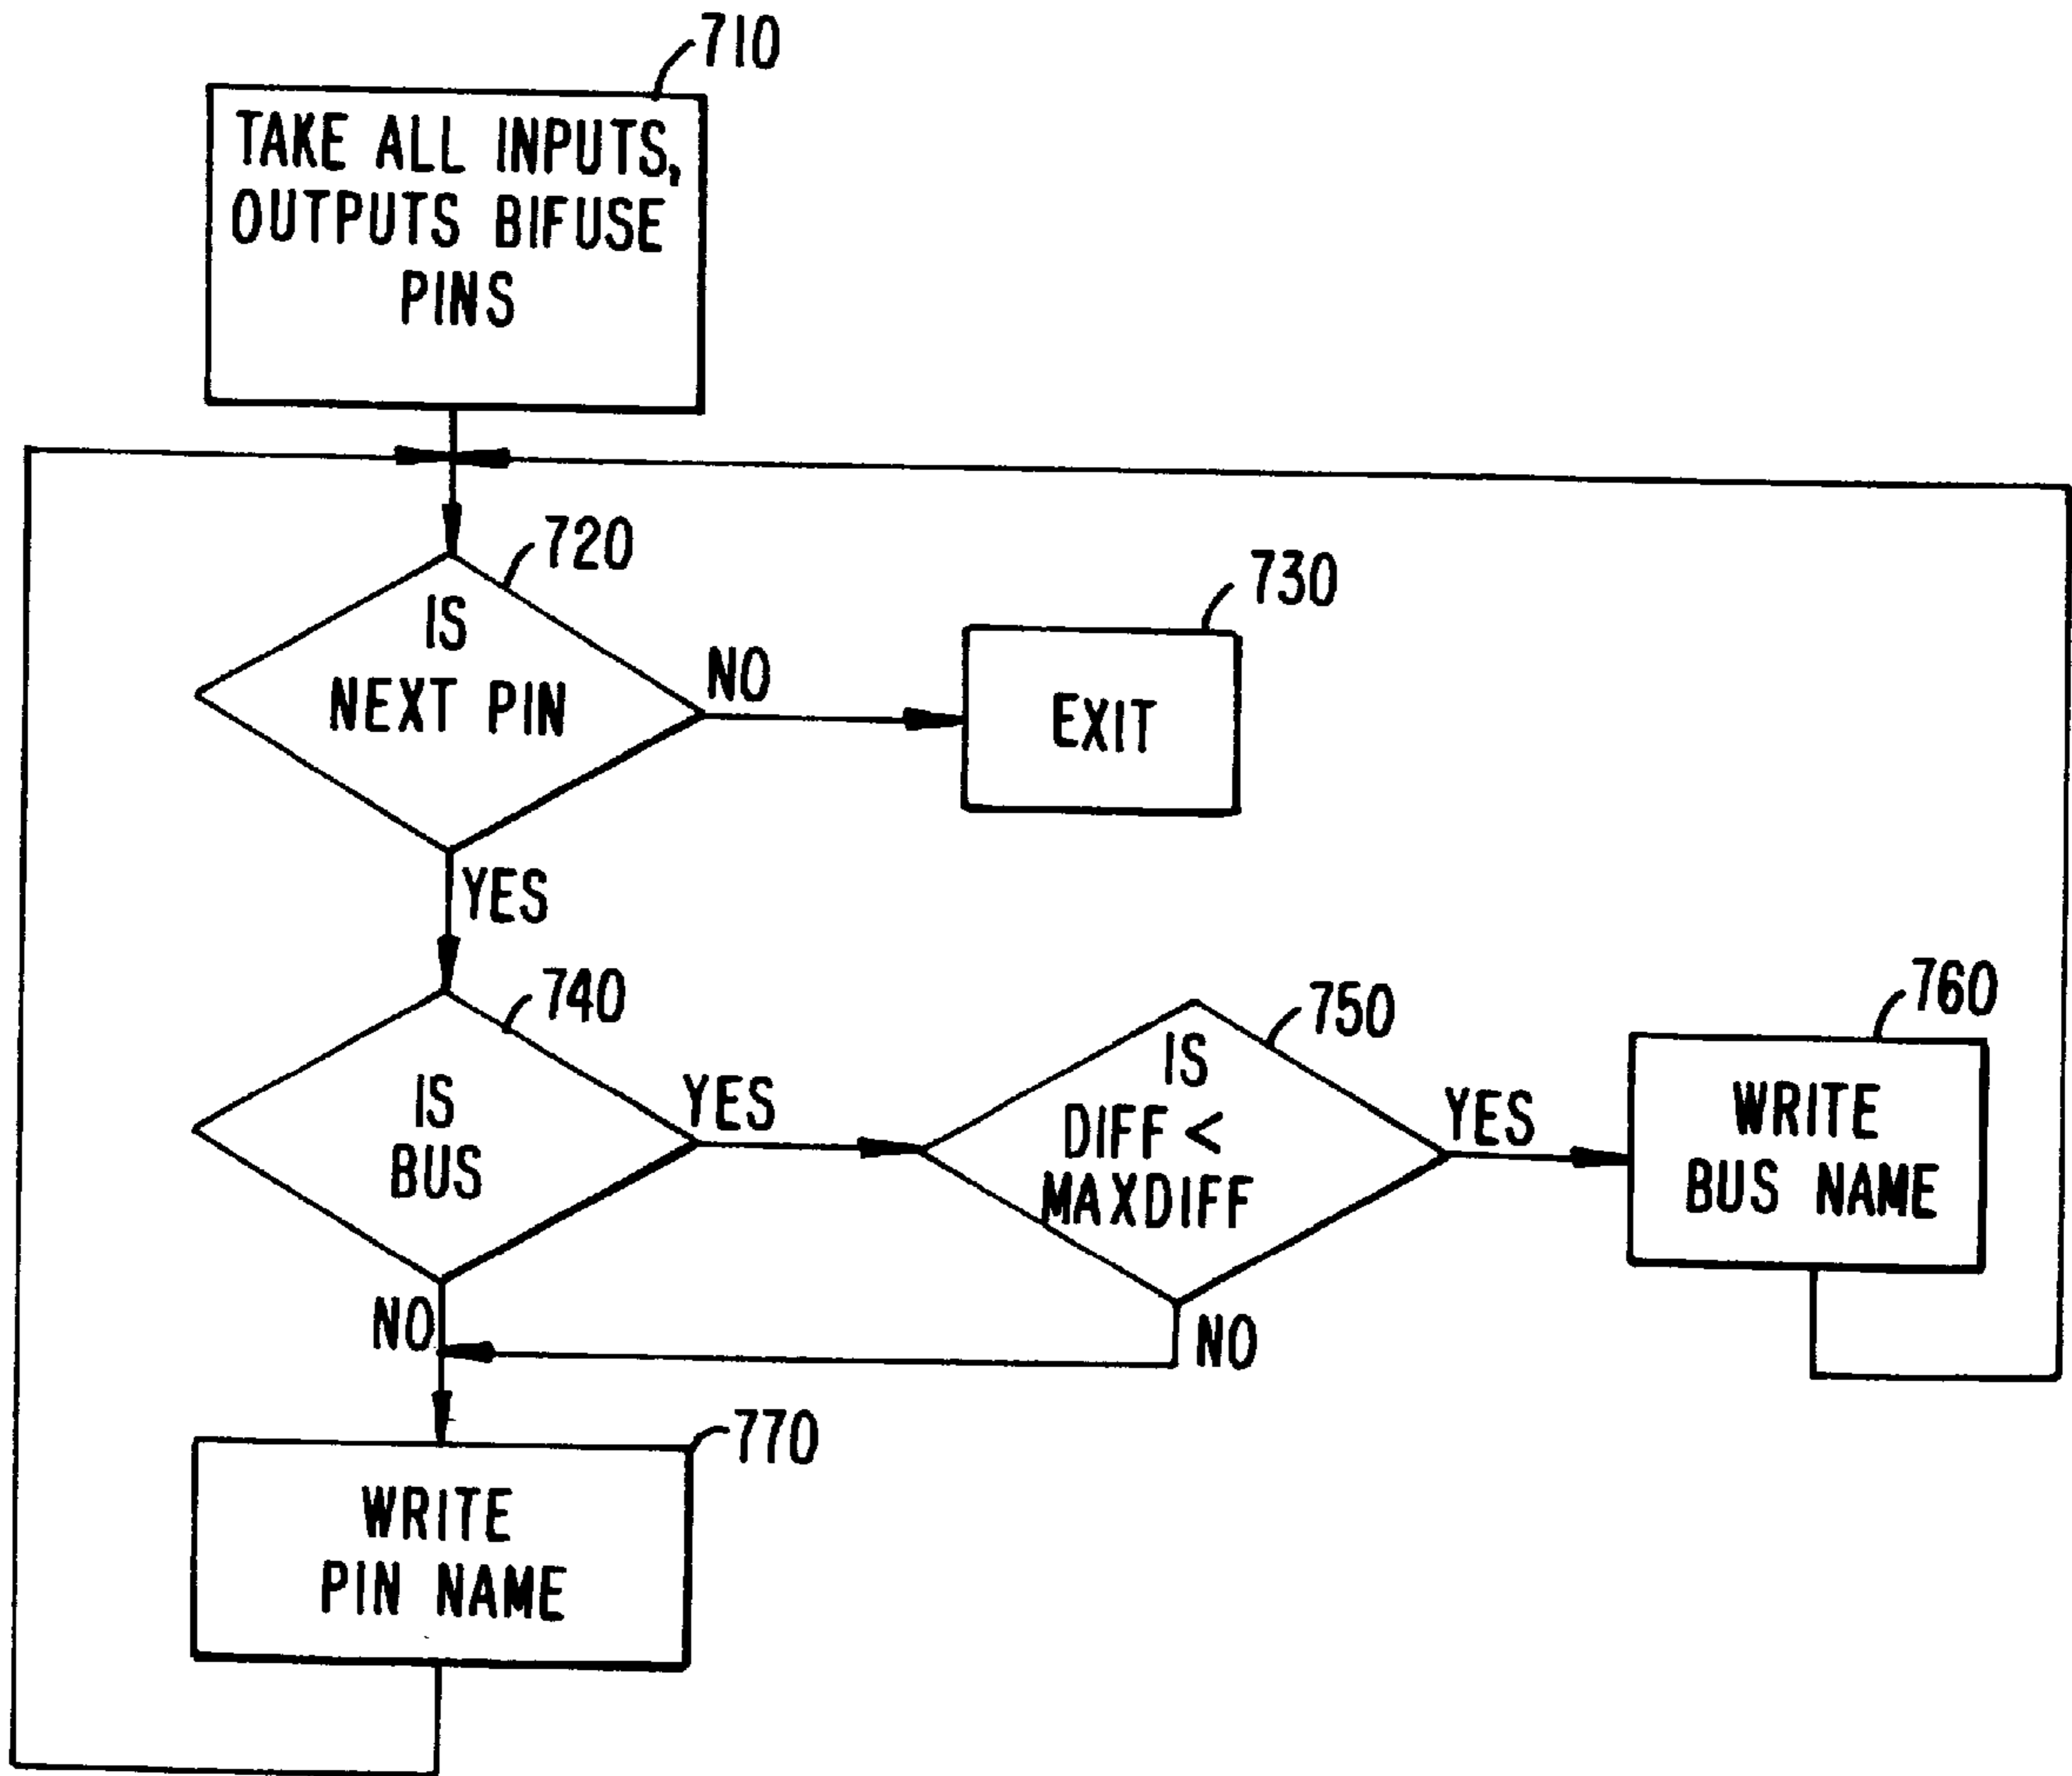 710
TAKE ALL INPUTS,
OUTPUTS BIFUSE
PINS
720
IS
NEXT PIN
NO
730
EXIT
YES
740
IS
BUS
YES
750
IS
DIFF <
MAXDIFF
YES
760
WRITE
BUS NAME
NO
NO
770
WRITE
PIN NAME